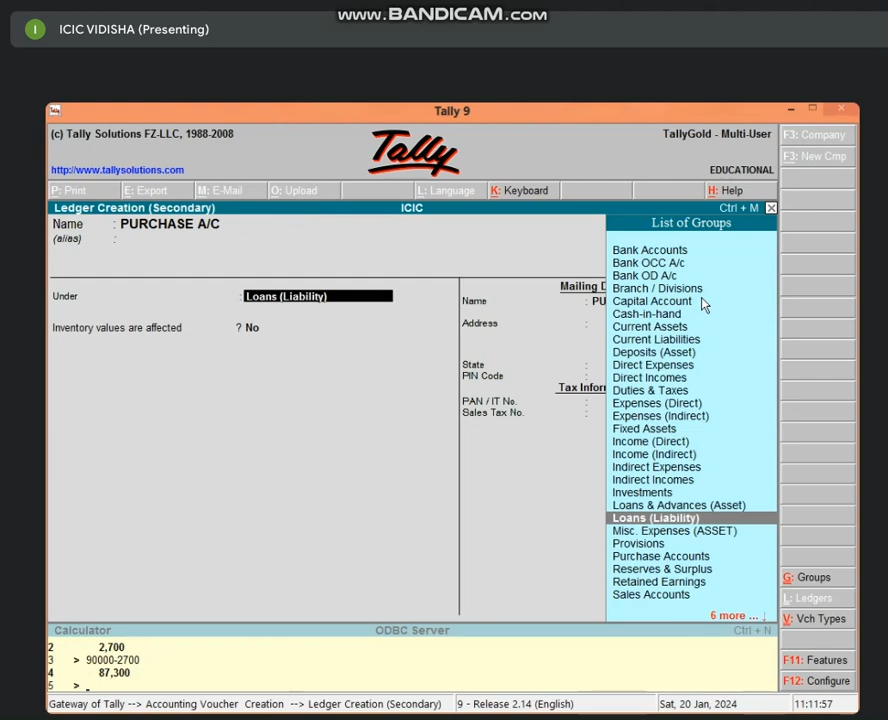 www.BANDICAM.com
I ICIC VIDISHA (Presenting)
Tally 9
(c) Tally Solutions FZ-LLC, 1988-2008
TallyGold - Multi-User
F3: Company
Tally
F3: New Cmp
http://www.tallysolutions.com
EDUCATIONAL
P: Print E: Export M: E-Mail O: Upload L: Language K: Keyboard H: Help
Ledger Creation (Secondary) ICIC Ctrl + M
Name : PURCHASE A/C
(alias) :
List of Groups
Under : Loans (Liability)
Inventory values are affected ? No
Mailing D
Name : PU
Address :
State :
PIN Code :
Tax Infor
PAN / IT No. :
Sales Tax No. :
Bank Accounts
Bank OCC A/c
Bank OD A/c
Branch / Divisions
Capital Account
Cash-in-hand
Current Assets
Current Liabilities
Deposits (Asset)
Direct Expenses
Direct Incomes
Duties & Taxes
Expenses (Direct)
Expenses (Indirect)
Fixed Assets
Income (Direct)
Income (Indirect)
Indirect Expenses
Indirect Incomes
Investments
Loans & Advances (Asset)
Loans (Liability)
Misc. Expenses (ASSET)
Provisions
Purchase Accounts
Reserves & Surplus
Retained Earnings
Sales Accounts
6 more ... ↓
G: Groups
L: Ledgers
V: Vch Types
F11: Features
F12: Configure
Calculator ODBC Server Ctrl + N
2 2,700
3 > 90000-2700
4 87,300
5 > _
Gateway of Tally --> Accounting Voucher Creation --> Ledger Creation (Secondary) 9 - Release 2.14 (English) Sat, 20 Jan, 2024 11:11:57